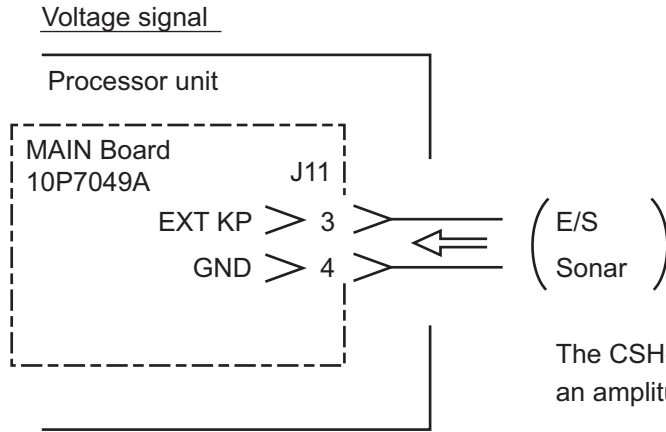 Voltage signal
Processor unit
MAIN Board
10P7049A
J11
EXT KP 3
GND 4
E/S
Sonar
The CSH
an amplitu